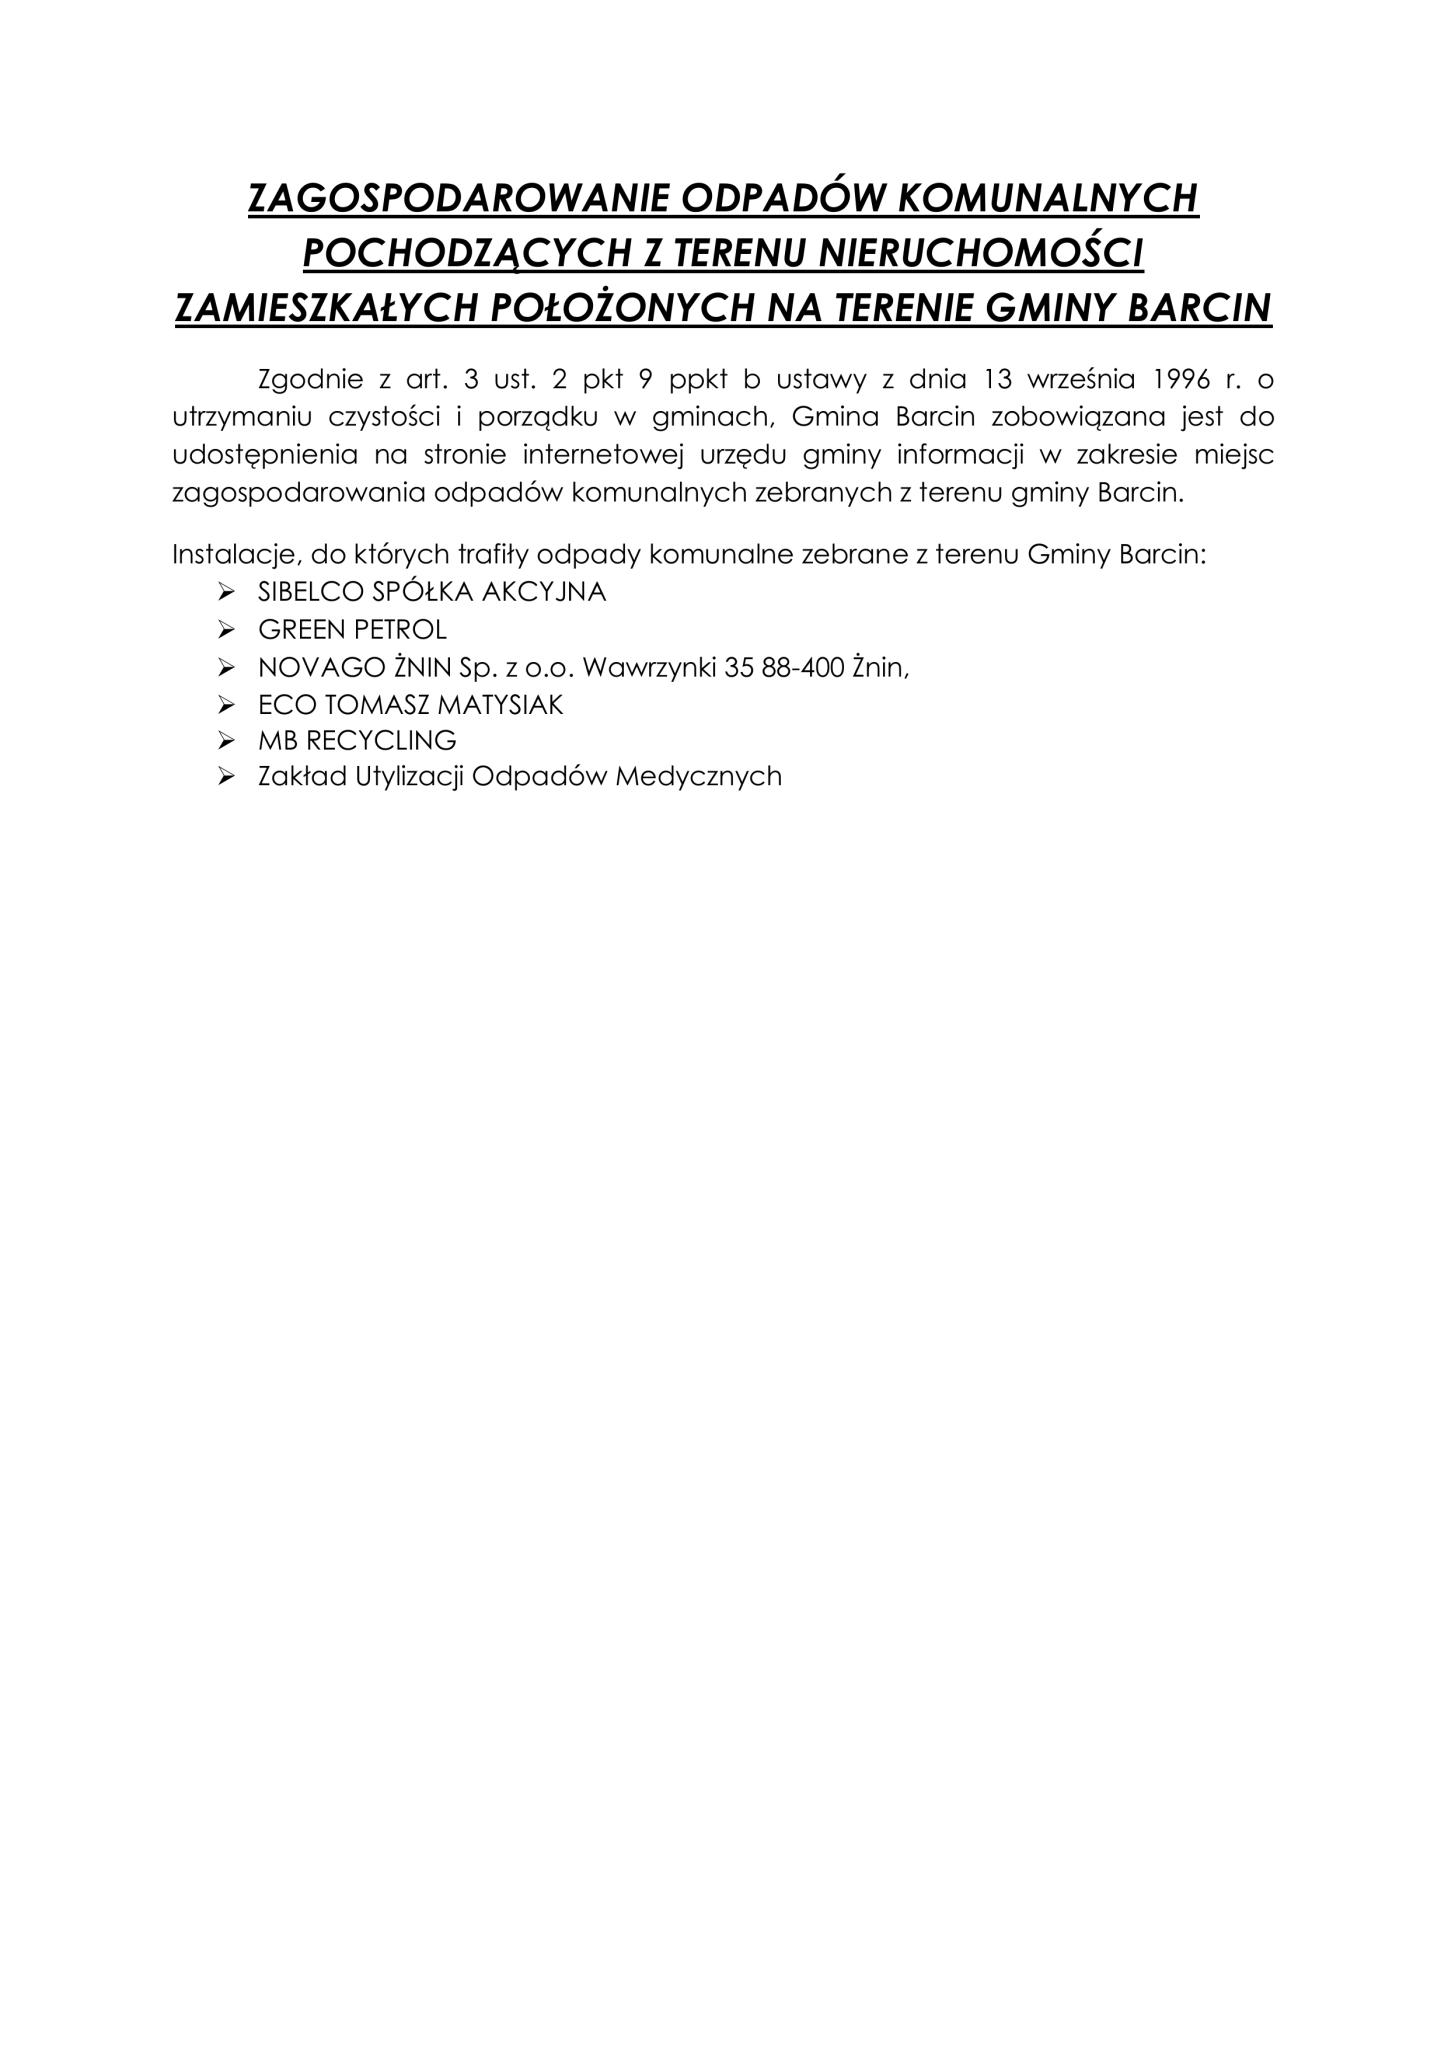 ZAGOSPODAROWANIE ODPADÓW KOMUNALNYCH
POCHODZĄCYCH Z TERENU NIERUCHOMOŚCI
ZAMIESZKAŁYCH POŁOŻONYCH NA TERENIE GMINY BARCIN
Zgodnie z art. 3 ust. 2 pkt 9 ppkt b ustawy z dnia 13 września 1996 r. o
utrzymaniu czystości i porządku w gminach, Gmina Barcin zobowiązana jest do
udostępnienia na stronie internetowej urzędu gminy informacji w zakresie miejsc
zagospodarowania odpadów komunalnych zebranych z terenu gminy Barcin.
Instalacje, do których trafiły odpady komunalne zebrane z terenu Gminy Barcin:
➢ SIBELCO SPÓŁKA AKCYJNA
➢ GREEN PETROL
➢ NOVAGO ŻNIN Sp. z o.o. Wawrzynki 35 88-400 Żnin,
➢ ECO TOMASZ MATYSIAK
➢ MB RECYCLING
➢ Zakład Utylizacji Odpadów Medycznych